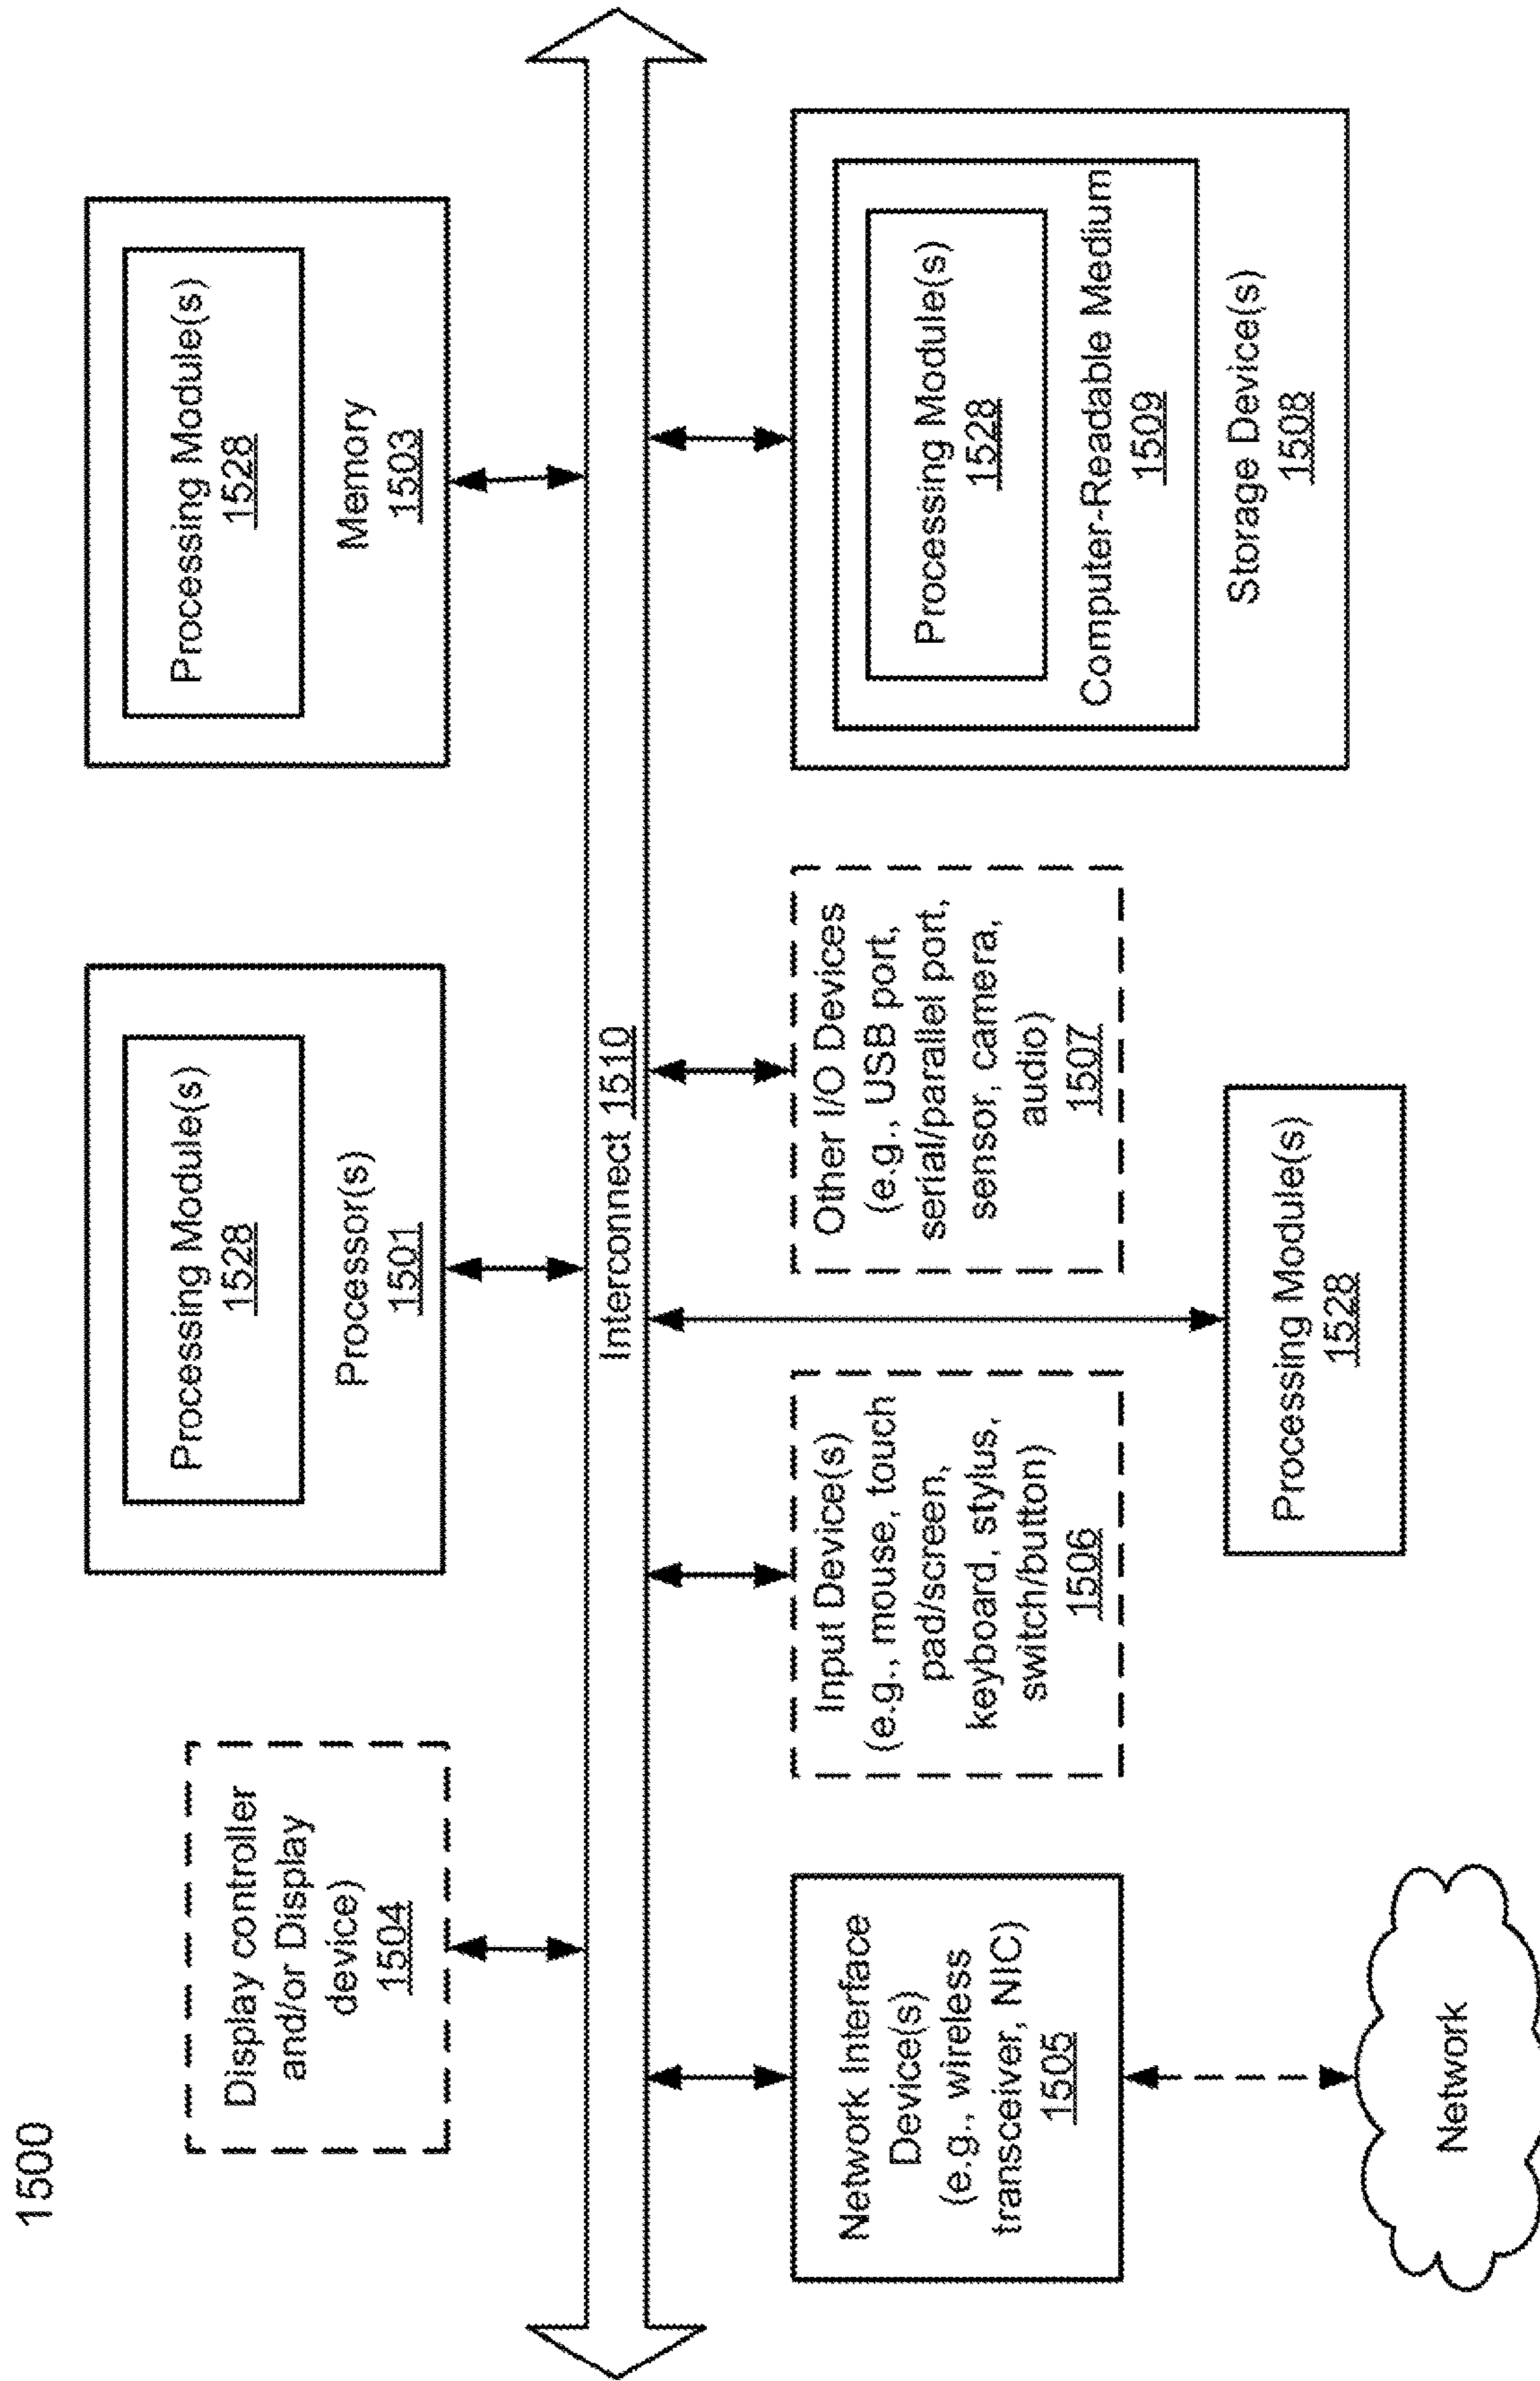 1500
Display controller
and/or Display
device)
1504
Processing Module(s)
1528
Processor(s)
1501
Processing Module(s)
1528
Memory
1503
Interconnect 1510
Network Interface
Device(s)
(e.g., wireless
transceiver, NIC)
1505
Input Device(s)
(e.g., mouse, touch
pad/screen,
keyboard, stylus,
switch/button)
1506
Other I/O Devices
(e.g., USB port,
serial/parallel port,
sensor, camera,
audio)
1507
Processing Module(s)
1528
Computer-Readable Medium
1509
Storage Device(s)
1508
Processing Module(s)
1528
Network